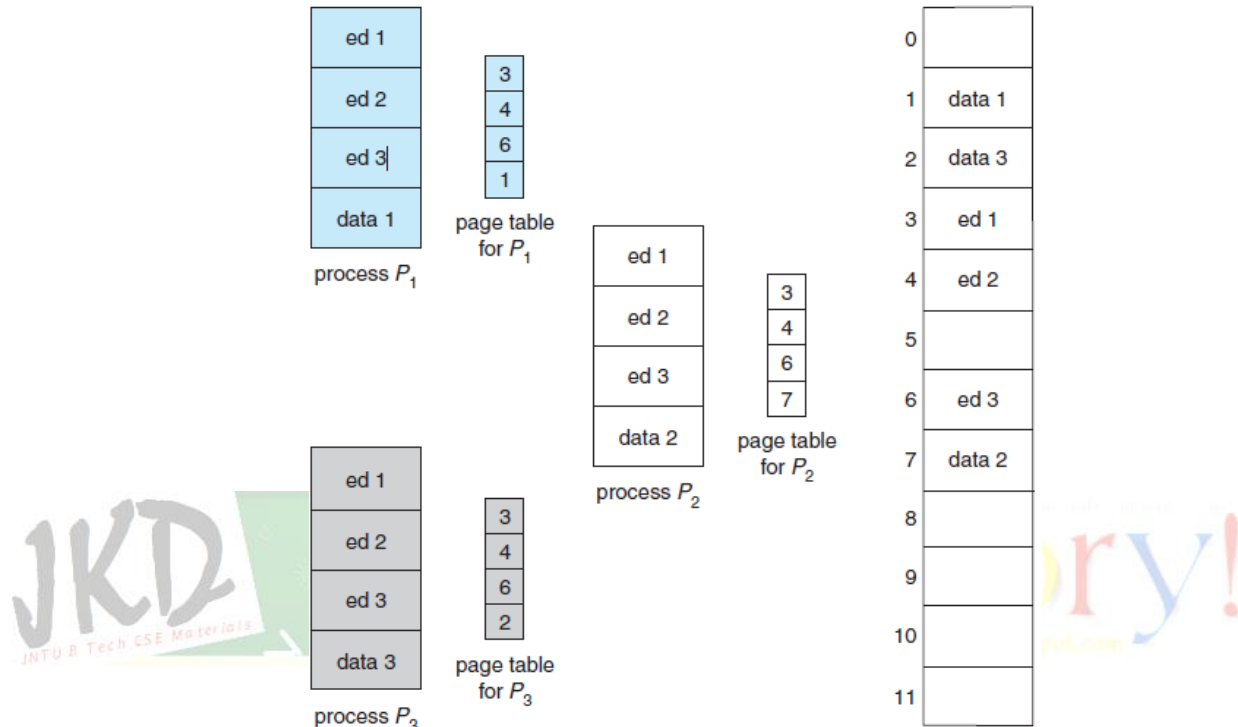 ed 1
ed 2
ed 3
data 1
process P1
3
4
6
1
page table
for P1
ed 1
ed 2
ed 3
data 2
process P2
3
4
6
7
page table
for P2
ed 1
ed 2
ed 3
data 3
process P3
3
4
6
2
page table
for P3
0
1 data 1
2 data 3
3 ed 1
4 ed 2
5
6 ed 3
7 data 2
8
9
10
11
JKD
JNTU B Tech CSE Materials
ory!